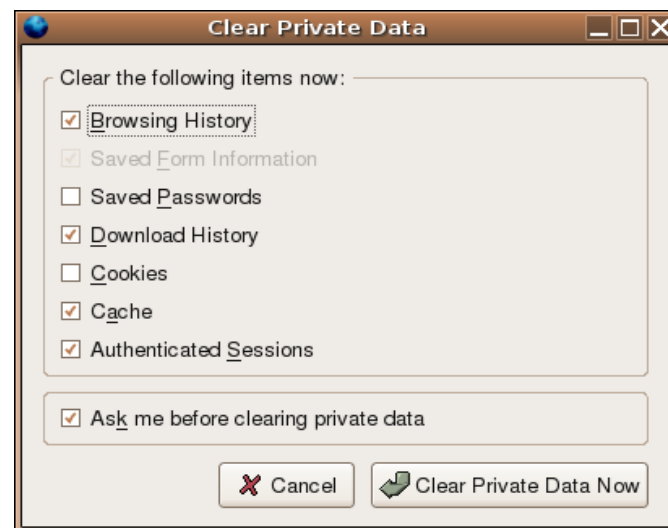 Clear Private Data
Clear the following items now:
Browsing History
Saved Form Information
Saved Passwords
Download History
Cookies
Cache
Authenticated Sessions
Ask me before clearing private data
Cancel Clear Private Data Now